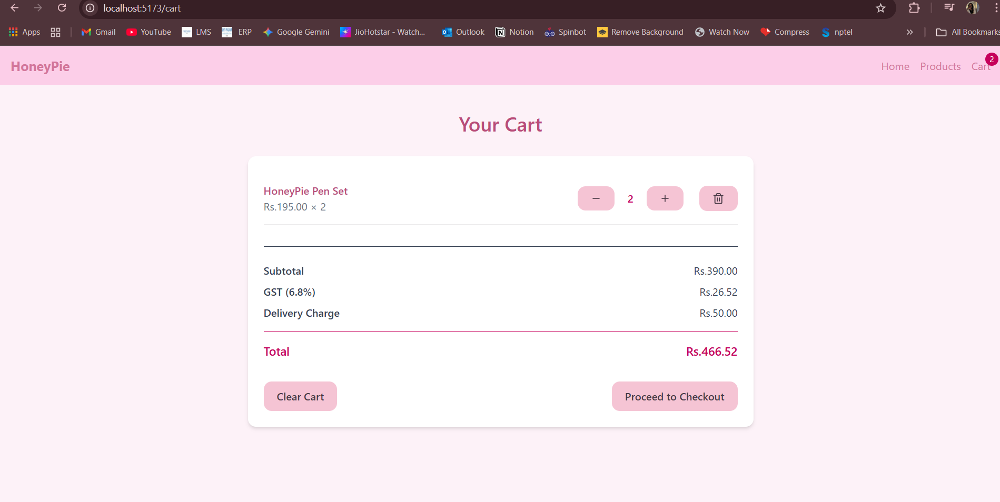 localhost:5173/cart
Apps Gmail YouTube LMS ERP Google Gemini JioHotstar - Watch... Outlook Notion Spinbot Remove Background Watch Now Compress nptel » All Bookmarks
HoneyPie Home Products Cart 2
Your Cart
HoneyPie Pen Set
Rs.195.00 × 2
− 2 +
Subtotal Rs.390.00
GST (6.8%) Rs.26.52
Delivery Charge Rs.50.00
Total Rs.466.52
Clear Cart Proceed to Checkout